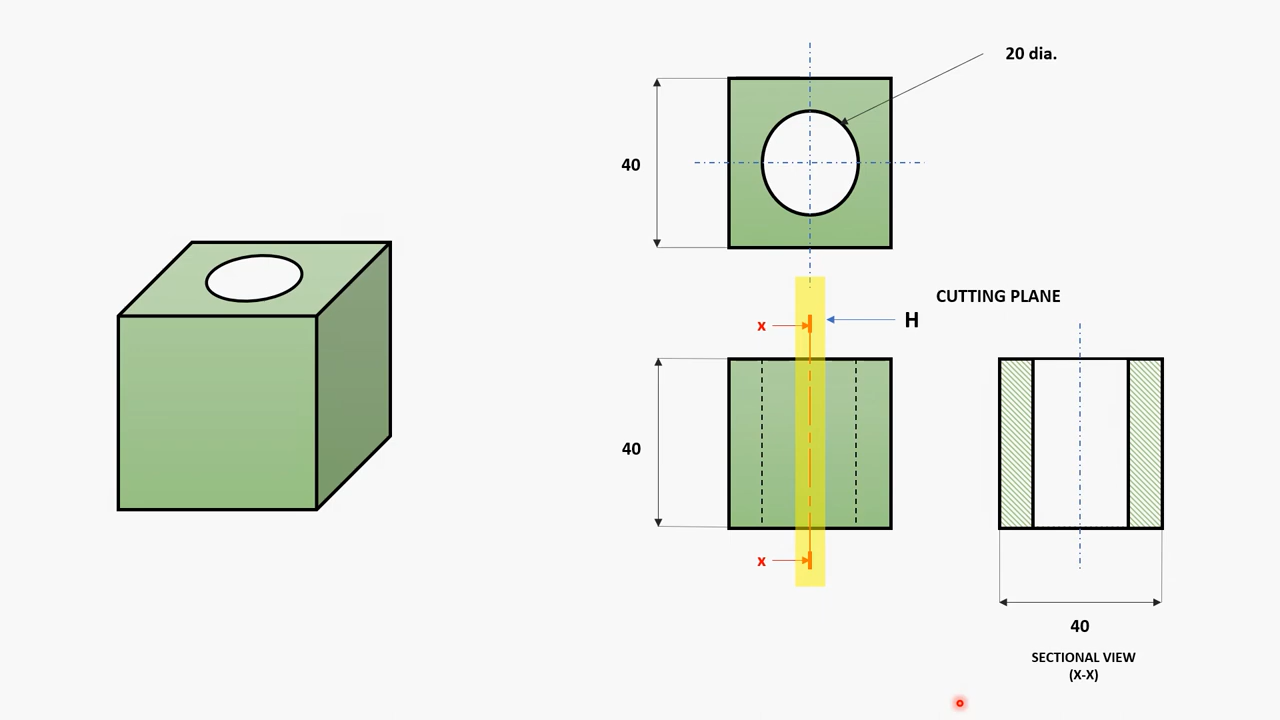 20 dia.
40
CUTTING PLANE
x
H
40
x
40
SECTIONAL VIEW
(X-X)